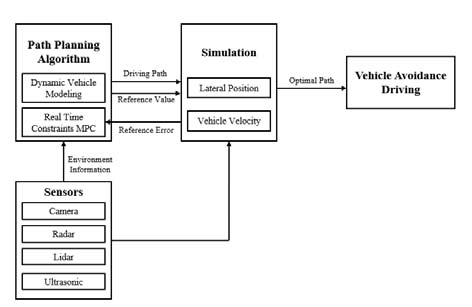 Path Planning
Algorithm
Dynamic Vehicle
Modeling
Real Time
Constraints MPC
Driving Path
Reference Value
Reference Error
Simulation
Lateral Position
Vehicle Velocity
Optimal Path
Vehicle Avoidance
Driving
Environment
Information
Sensors
Camera
Radar
Lidar
Ultrasonic